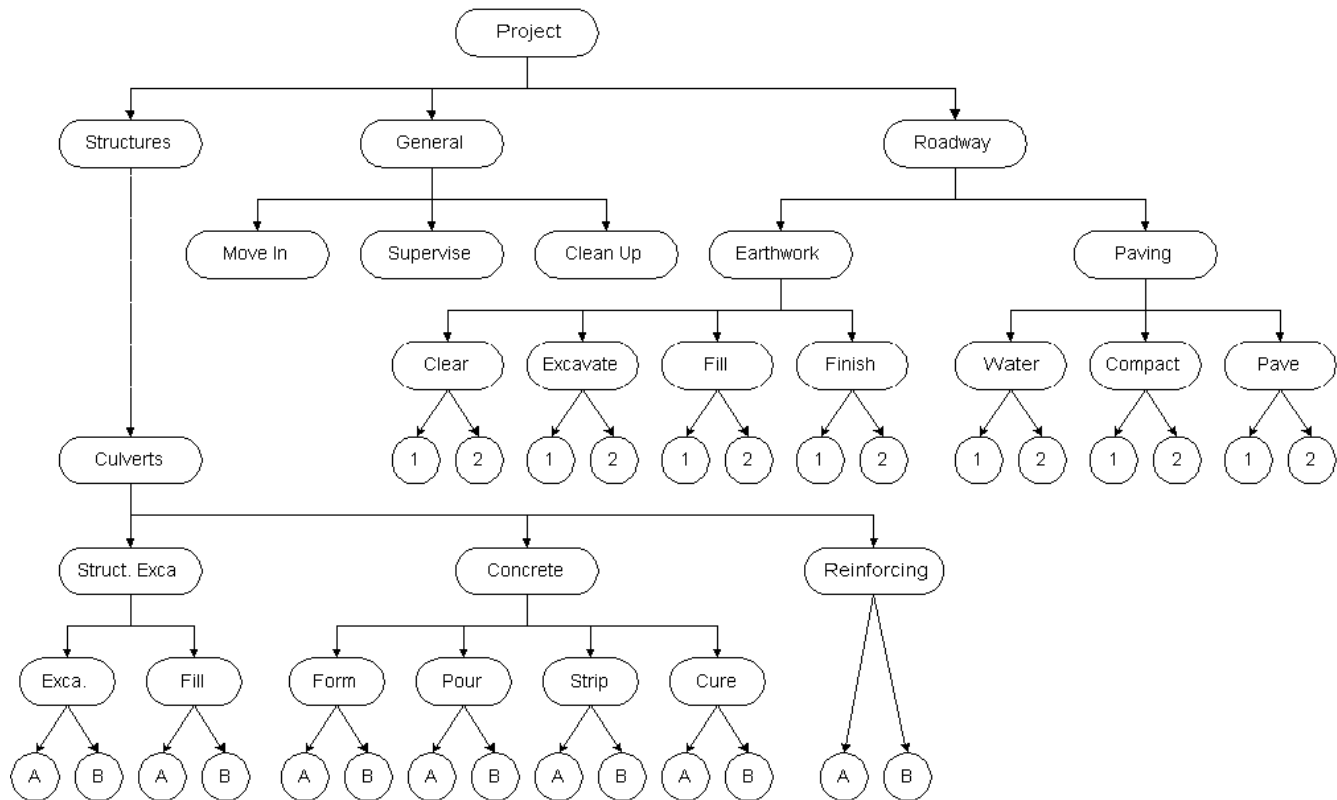 Project
Structures
General
Roadway
Move In
Supervise
Clean Up
Earthwork
Paving
Clear
Excavate
Fill
Finish
Water
Compact
Pave
1
2
1
2
1
2
1
2
1
2
1
2
1
2
Culverts
Struct. Exca
Concrete
Reinforcing
Exca.
Fill
Form
Pour
Strip
Cure
A
B
A
B
A
B
A
B
A
B
A
B
A
B